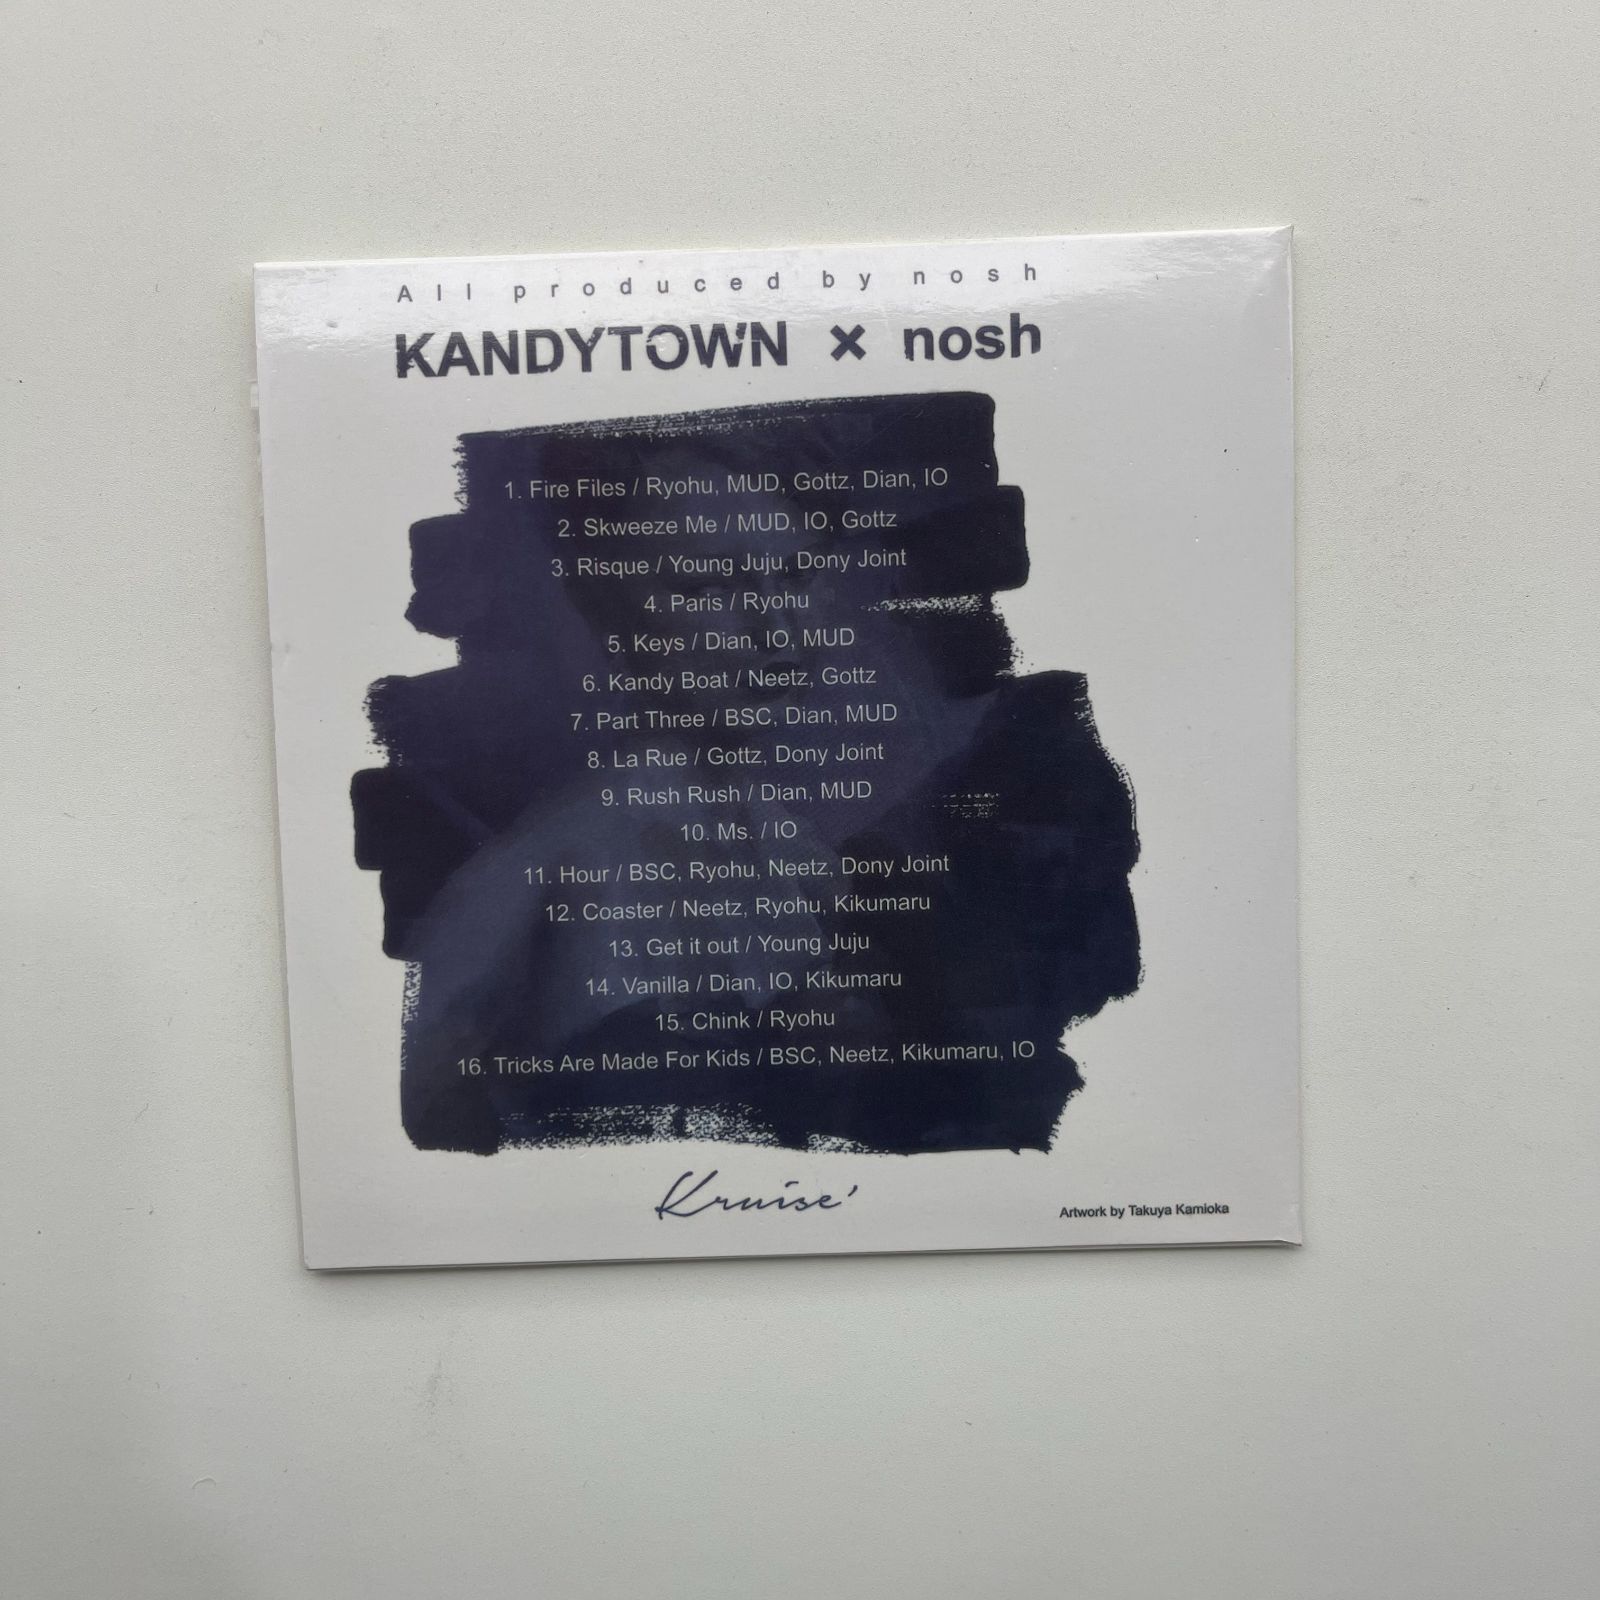 All produced by nosh
KANDYTOWN × nosh
1. Fire Files / Ryohu, MUD, Gottz, Dian, IO
2. Skweeze Me / MUD, IO, Gottz
3. Risque / Young Juju, Dony Joint
4. Paris / Ryohu
5. Keys / Dian, IO, MUD
6. Kandy Boat / Neetz, Gottz
7. Part Three / BSC, Dian, MUD
8. La Rue / Gottz, Dony Joint
9. Rush Rush / Dian, MUD
10. Ms. / IO
11. Hour / BSC, Ryohu, Neetz, Dony Joint
12. Coaster / Neetz, Ryohu, Kikumaru
13. Get it out / Young Juju
14. Vanilla / Dian, IO, Kikumaru
15. Chink / Ryohu
16. Tricks Are Made For Kids / BSC, Neetz, Kikumaru, IO
Kruise'
Artwork by Takuya Kamioka